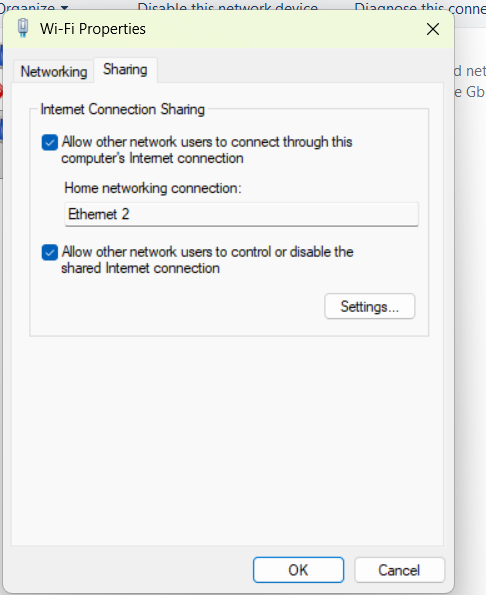 Organize
Disable this network device
Diagnose this conne
Wi-Fi Properties
d net
e Gb
Networking
Sharing
Internet Connection Sharing
Allow other network users to connect through this
computer's Internet connection
Home networking connection:
Ethernet 2
Allow other network users to control or disable the
shared Internet connection
Settings...
OK
Cancel